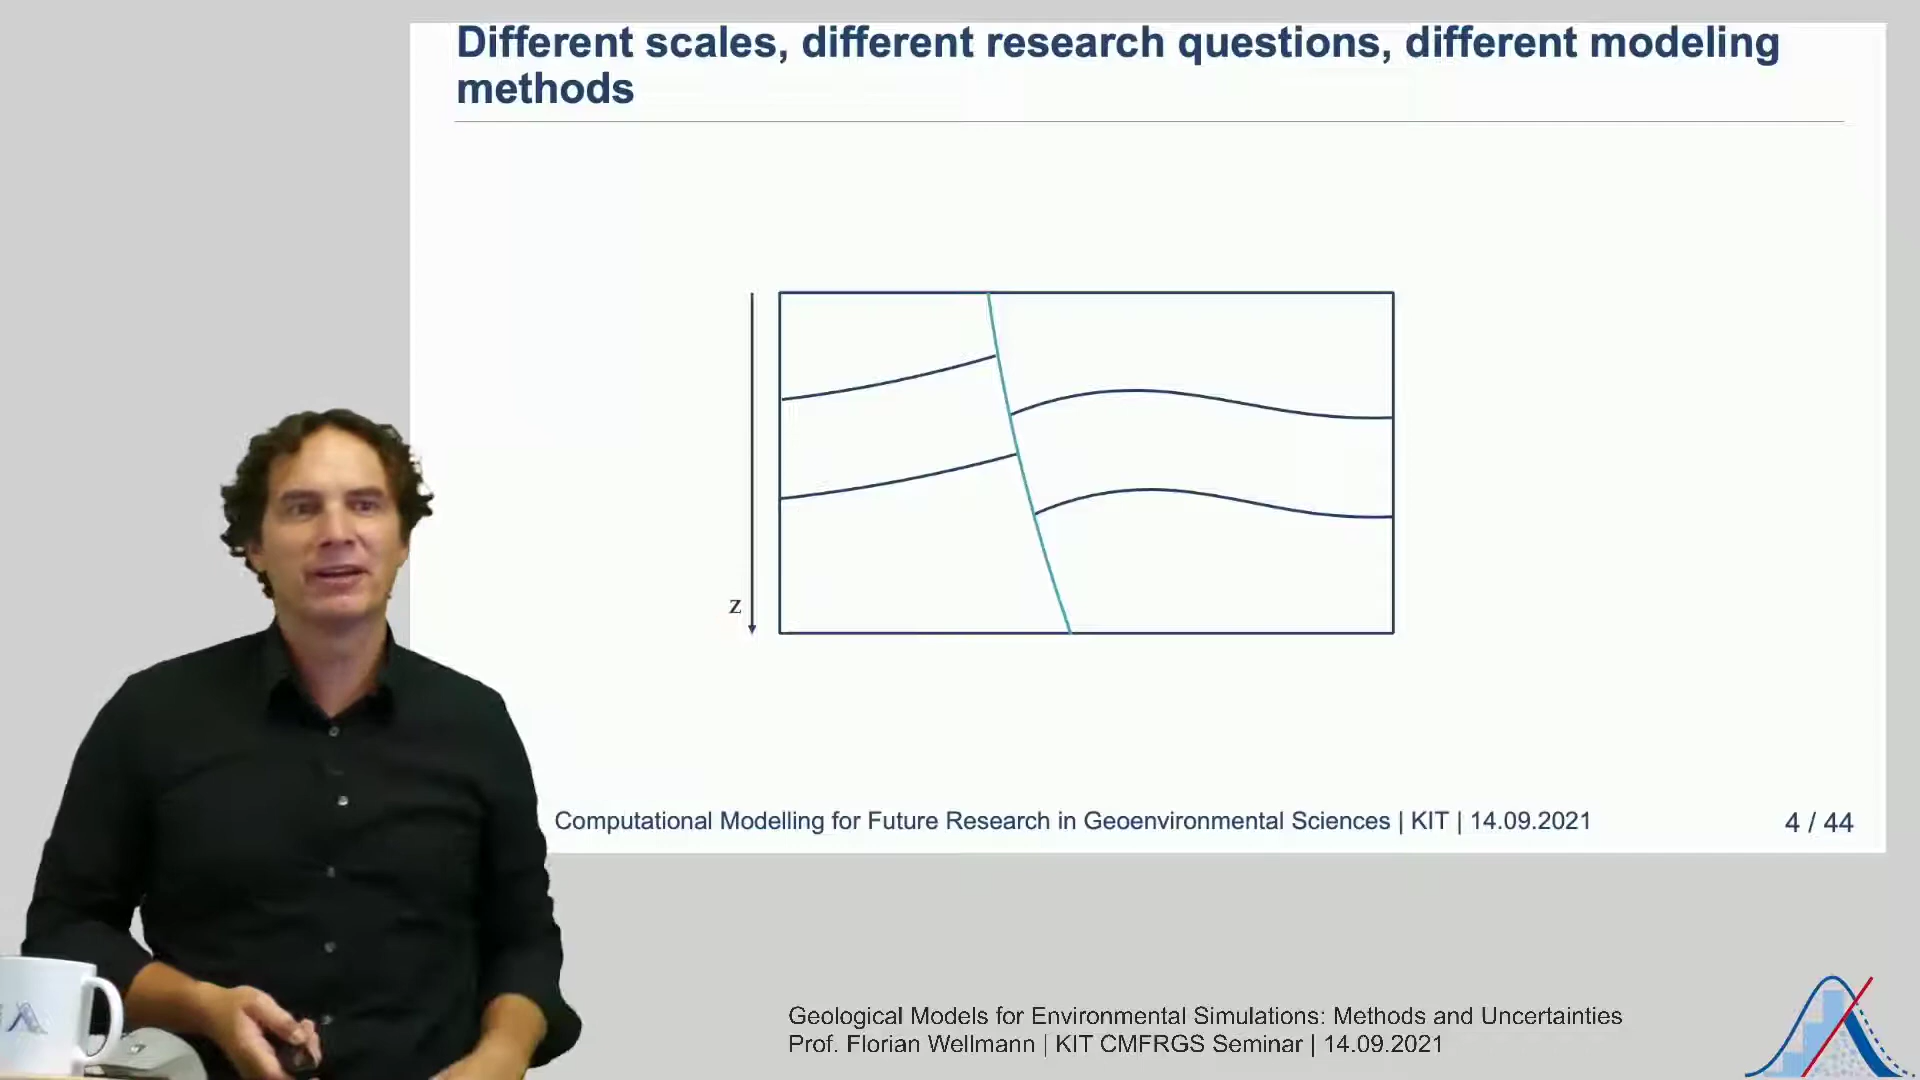 Different scales, different research questions, different modeling
methods
z
Computational Modelling for Future Research in Geoenvironmental Sciences | KIT | 14.09.2021
4 / 44
Geological Models for Environmental Simulations: Methods and Uncertainties
Prof. Florian Wellmann | KIT CMFRGS Seminar | 14.09.2021